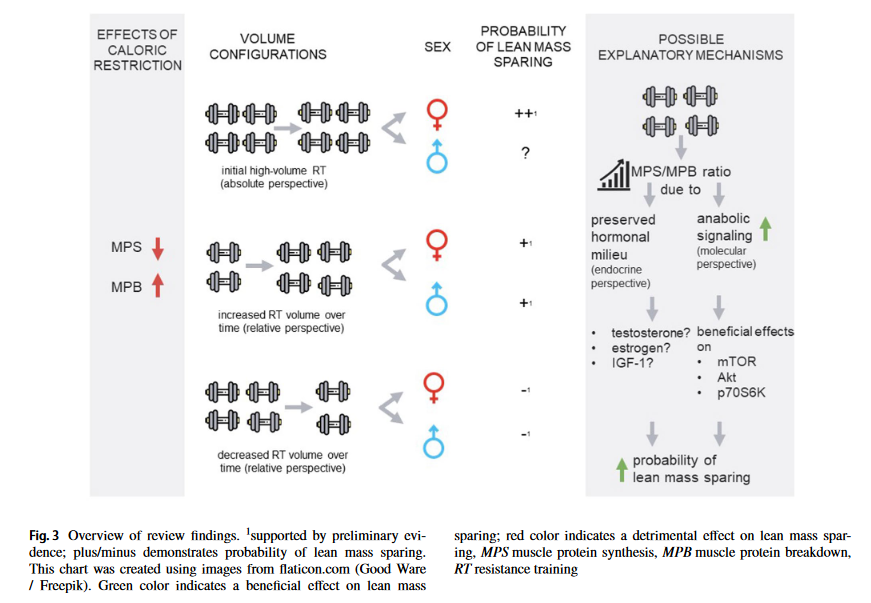 EFFECTS OF
CALORIC
RESTRICTION
VOLUME
CONFIGURATIONS
SEX
PROBABILITY
OF LEAN MASS
SPARING
POSSIBLE
EXPLANATORY MECHANISMS
MPS
MPB
initial high-volume RT
(absolute perspective)
++1
?
increased RT volume over
time (relative perspective)
+1
+1
decreased RT volume over
time (relative perspective)
-1
-1
MPS/MPB ratio
due to
preserved
hormonal
milieu
(endocrine
perspective)
anabolic
signaling
(molecular
perspective)
• testosterone?
• estrogen?
• IGF-1?
beneficial effects
on
• mTOR
• Akt
• p70S6K
probability of
lean mass sparing
Fig. 3 Overview of review findings. 1supported by preliminary evi-
dence; plus/minus demonstrates probability of lean mass sparing.
This chart was created using images from flaticon.com (Good Ware
/ Freepik). Green color indicates a beneficial effect on lean mass
sparing; red color indicates a detrimental effect on lean mass spar-
ing, MPS muscle protein synthesis, MPB muscle protein breakdown,
RT resistance training